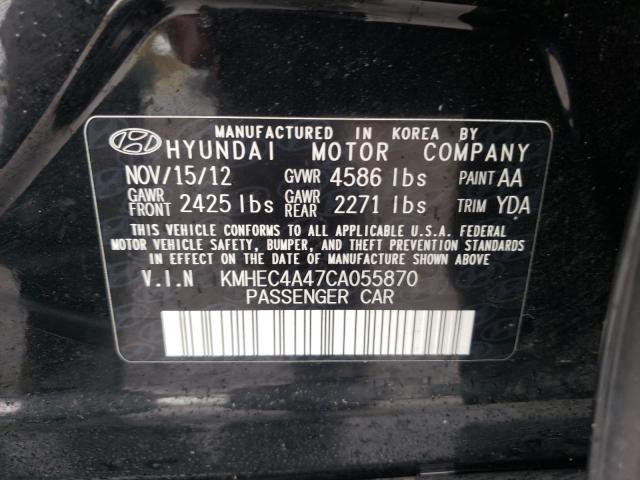 MANUFACTURED IN KOREA BY
HYUNDAI MOTOR COMPANY
NOV/15/12 GVWR 4586 lbs PAINT AA
GAWR FRONT 2425 lbs GAWR REAR 2271 lbs TRIM YDA
THIS VEHICLE CONFORMS TO ALL APPLICABLE U.S.A. FEDERAL
MOTOR VEHICLE SAFETY, BUMPER, AND THEFT PREVENTION STANDARDS
IN EFFECT ON THE DATE OF MANUFACTURE SHOWN ABOVE
V.I.N KMHEC4A47CA055870
PASSENGER CAR